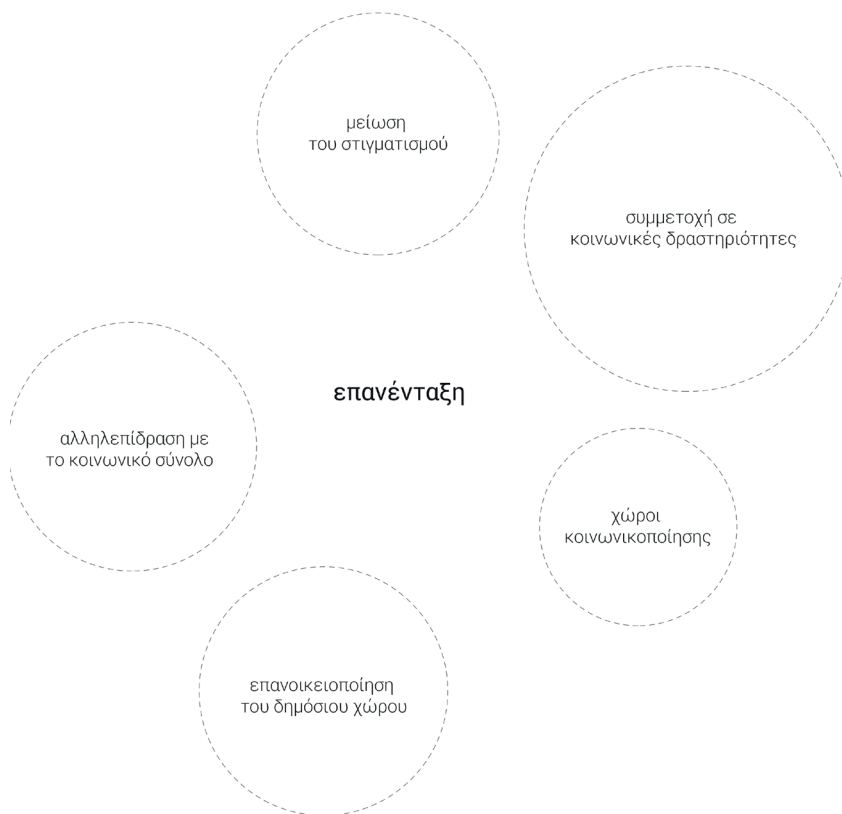 μείωση
του στιγματισμού
συμμετοχή σε
κοινωνικές δραστηριότητες
επανένταξη
αλληλεπίδραση με
το κοινωνικό σύνολο
χώροι
κοινωνικοποίησης
επανοικειοποίηση
του δημόσιου χώρου